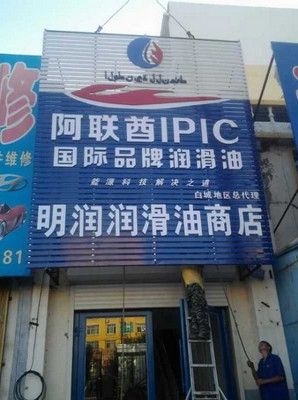 阿联酋IPIC
国际品牌润滑油
能源科技解决之道
白城地区总代理
明润润滑油商店
修
维修
81